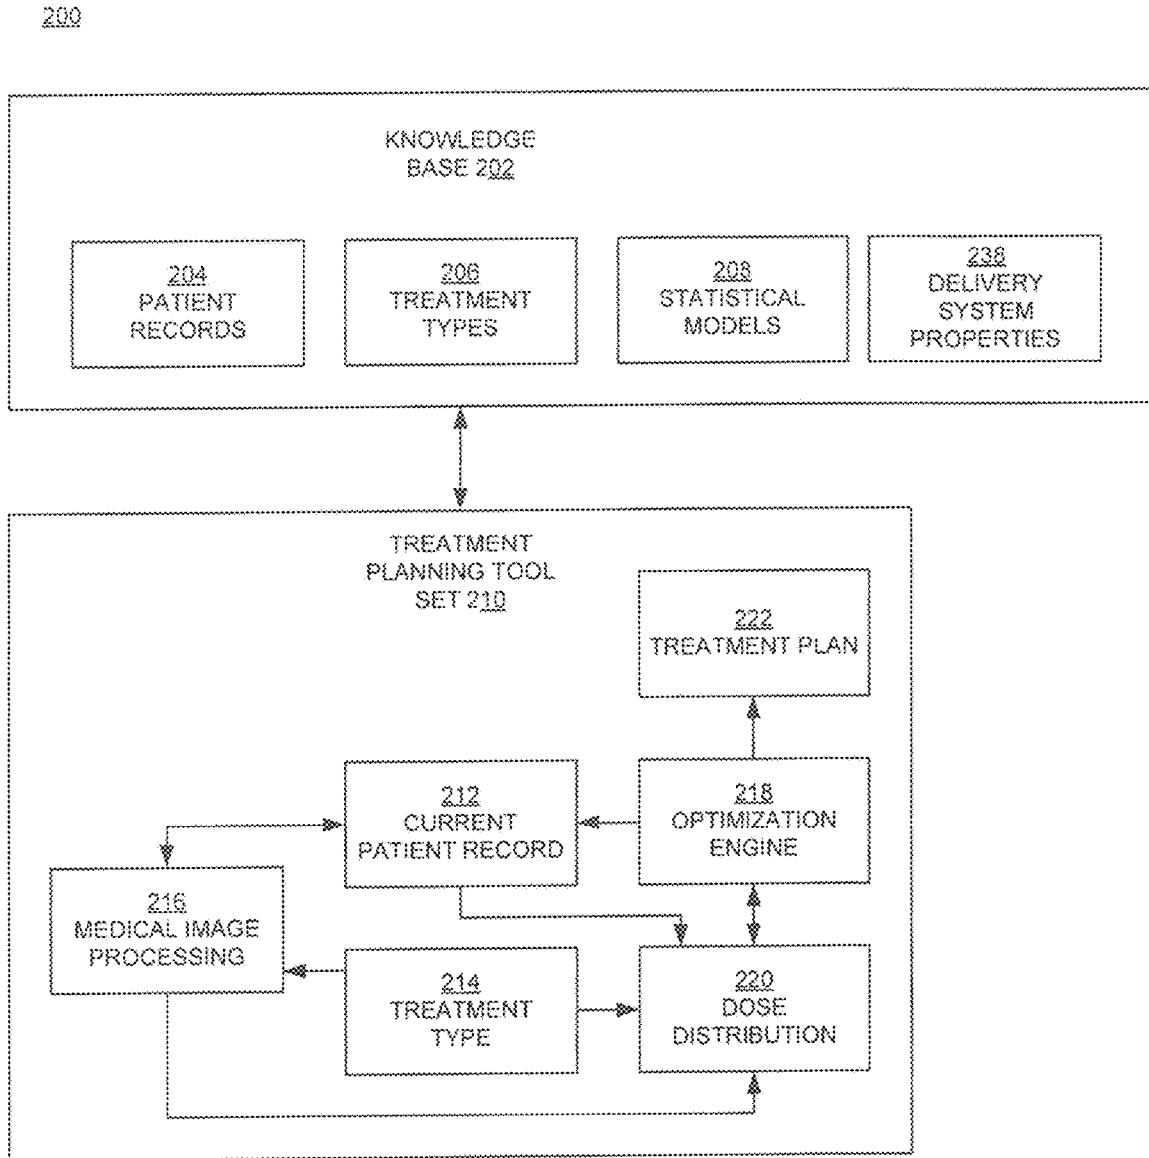 200
KNOWLEDGE
BASE 202
204
PATIENT
RECORDS
206
TREATMENT
TYPES
208
STATISTICAL
MODELS
238
DELIVERY
SYSTEM
PROPERTIES
TREATMENT
PLANNING TOOL
SET 210
222
TREATMENT PLAN
212
CURRENT
PATIENT RECORD
218
OPTIMIZATION
ENGINE
216
MEDICAL IMAGE
PROCESSING
214
TREATMENT
TYPE
220
DOSE
DISTRIBUTION